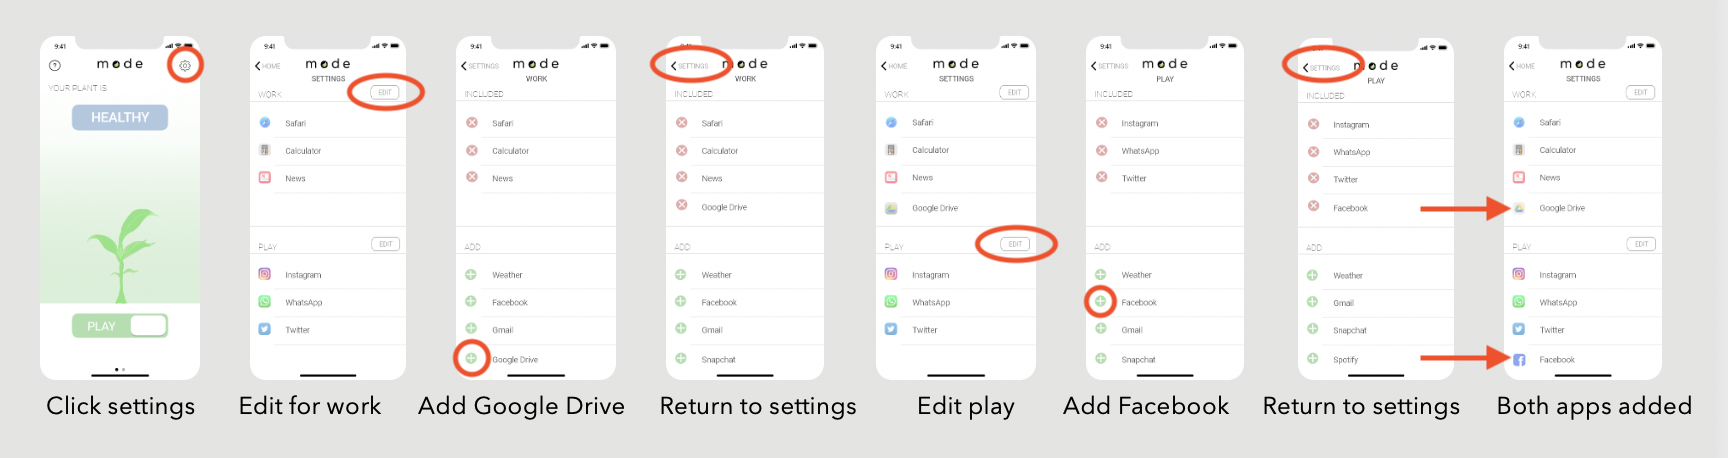 9:41
mode
YOUR PLANT IS
HEALTHY
PLAY
Click settings
9:41
HOME
mode
SETTINGS
WORK
EDIT
Safari
Calculator
News
PLAY
EDIT
Instagram
WhatsApp
Twitter
Edit for work
9:41
SETTINGS
mode
WORK
INCLUDED
Safari
Calculator
News
ADD
Weather
Facebook
Gmail
Google Drive
Add Google Drive
9:41
SETTINGS
mode
WORK
INCLUDED
Safari
Calculator
News
Google Drive
ADD
Weather
Facebook
Gmail
Snapchat
Return to settings
9:41
HOME
mode
SETTINGS
WORK
EDIT
Safari
Calculator
News
Google Drive
PLAY
EDIT
Instagram
WhatsApp
Twitter
Edit play
9:41
SETTINGS
mode
PLAY
INCLUDED
Instagram
WhatsApp
Twitter
ADD
Weather
Facebook
Gmail
Snapchat
Add Facebook
9:41
SETTINGS
mode
PLAY
INCLUDED
Instagram
WhatsApp
Twitter
Facebook
ADD
Weather
Gmail
Snapchat
Spotify
Return to settings
9:41
HOME
mode
SETTINGS
WORK
EDIT
Safari
Calculator
News
Google Drive
PLAY
EDIT
Instagram
WhatsApp
Twitter
Facebook
Both apps added